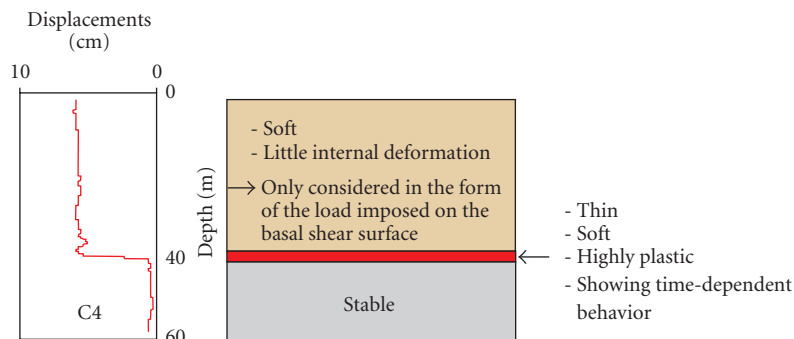 Displacements
(cm)
10 0
0
40
60
C4
Depth (m)
- Soft
- Little internal deformation
Only considered in the form
of the load imposed on the
basal shear surface
Stable
- Thin
- Soft
- Highly plastic
- Showing time-dependent
behavior